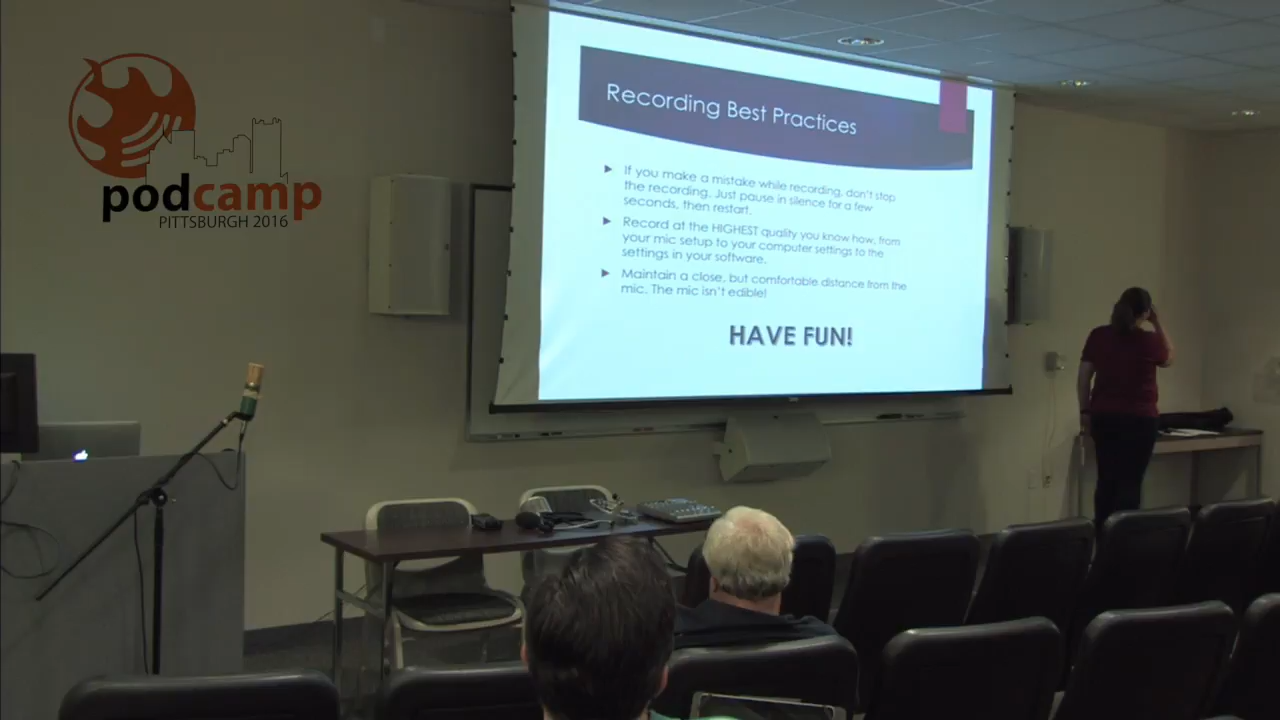 podcamp
PITTSBURGH 2016
Recording Best Practices
If you make a mistake while recording, don't stop
the recording. Just pause in silence for a few
seconds, then restart.
Record at the HIGHEST quality you know how, from
your mic setup to your computer settings to the
settings in your software.
Maintain a close, but comfortable distance from the
mic. The mic isn't edible!
HAVE FUN!